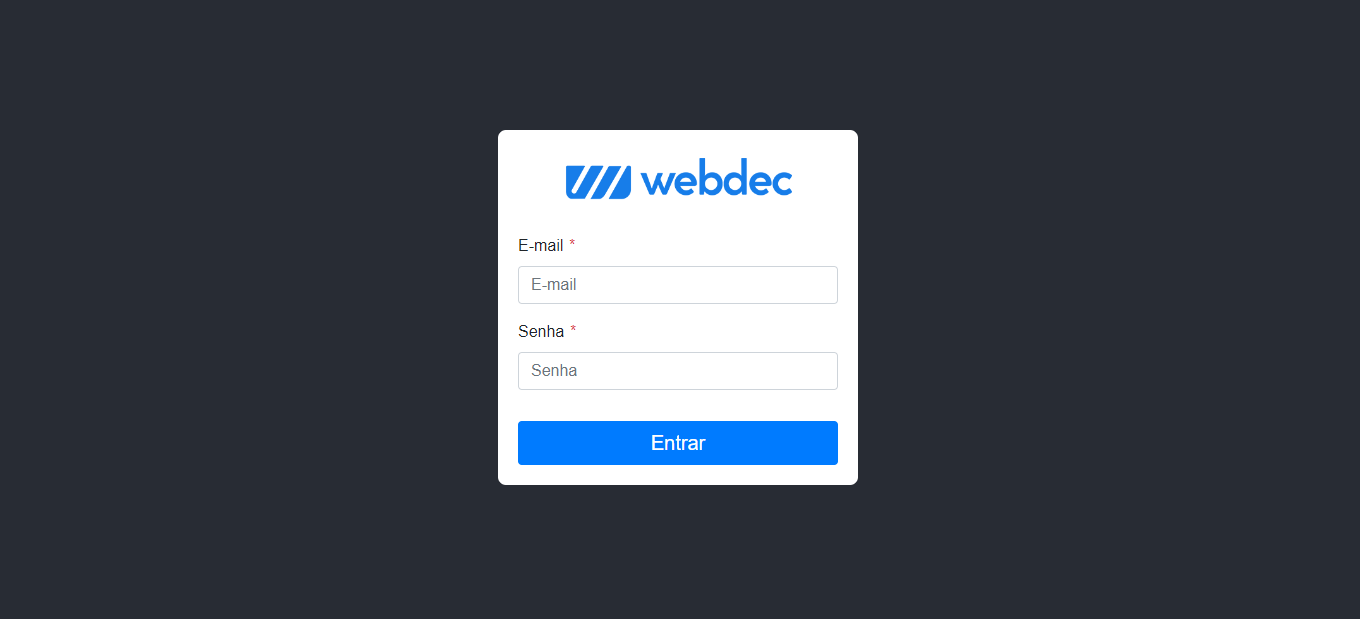 webdec
E-mail *
E-mail
Senha *
Senha
Entrar